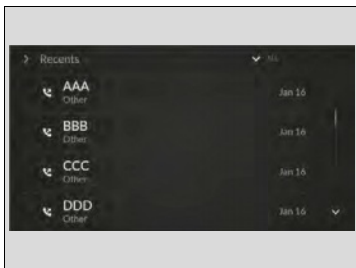 Recents
AAA
Other
Jan 16
BBB
Other
Jan 16
CCC
Other
Jan 16
DDD
Other
Jan 16